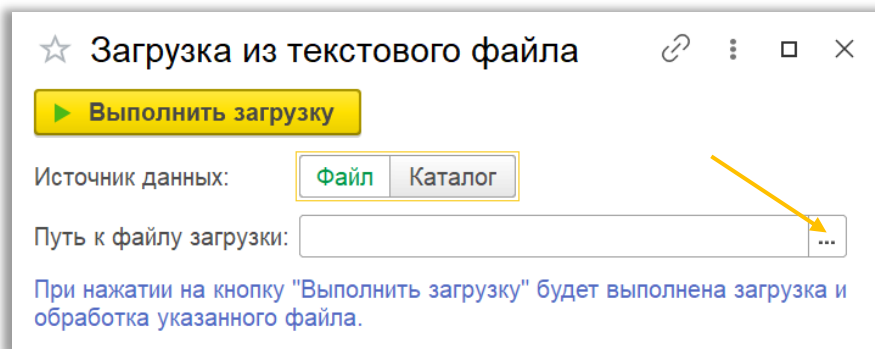 Загрузка из текстового файла
Выполнить загрузку
Источник данных: Файл Каталог
Путь к файлу загрузки: ...
При нажатии на кнопку "Выполнить загрузку" будет выполнена загрузка и
обработка указанного файла.